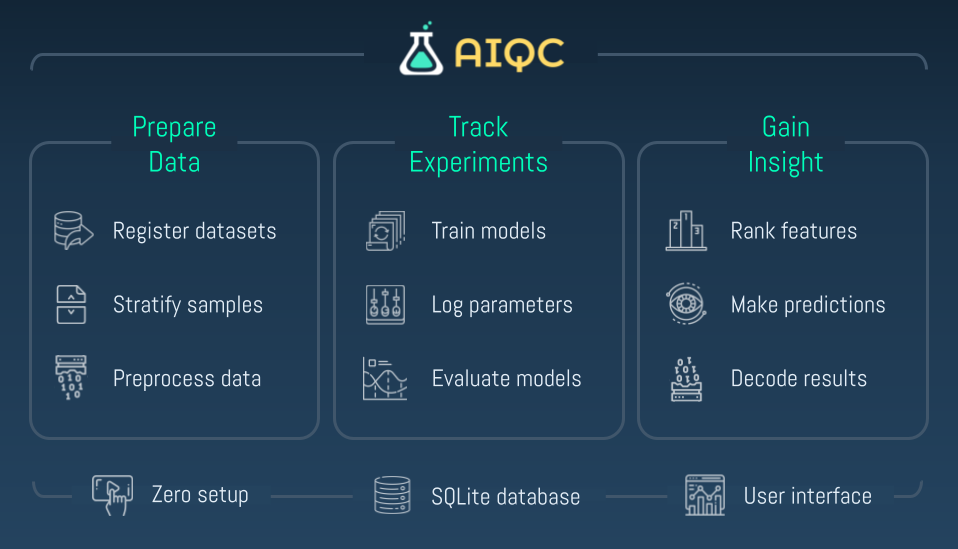 AIQC
Prepare
Data
Register datasets
Stratify samples
Preprocess data
Track
Experiments
Train models
Log parameters
Evaluate models
Gain
Insight
Rank features
Make predictions
Decode results
Zero setup
SQLite database
User interface